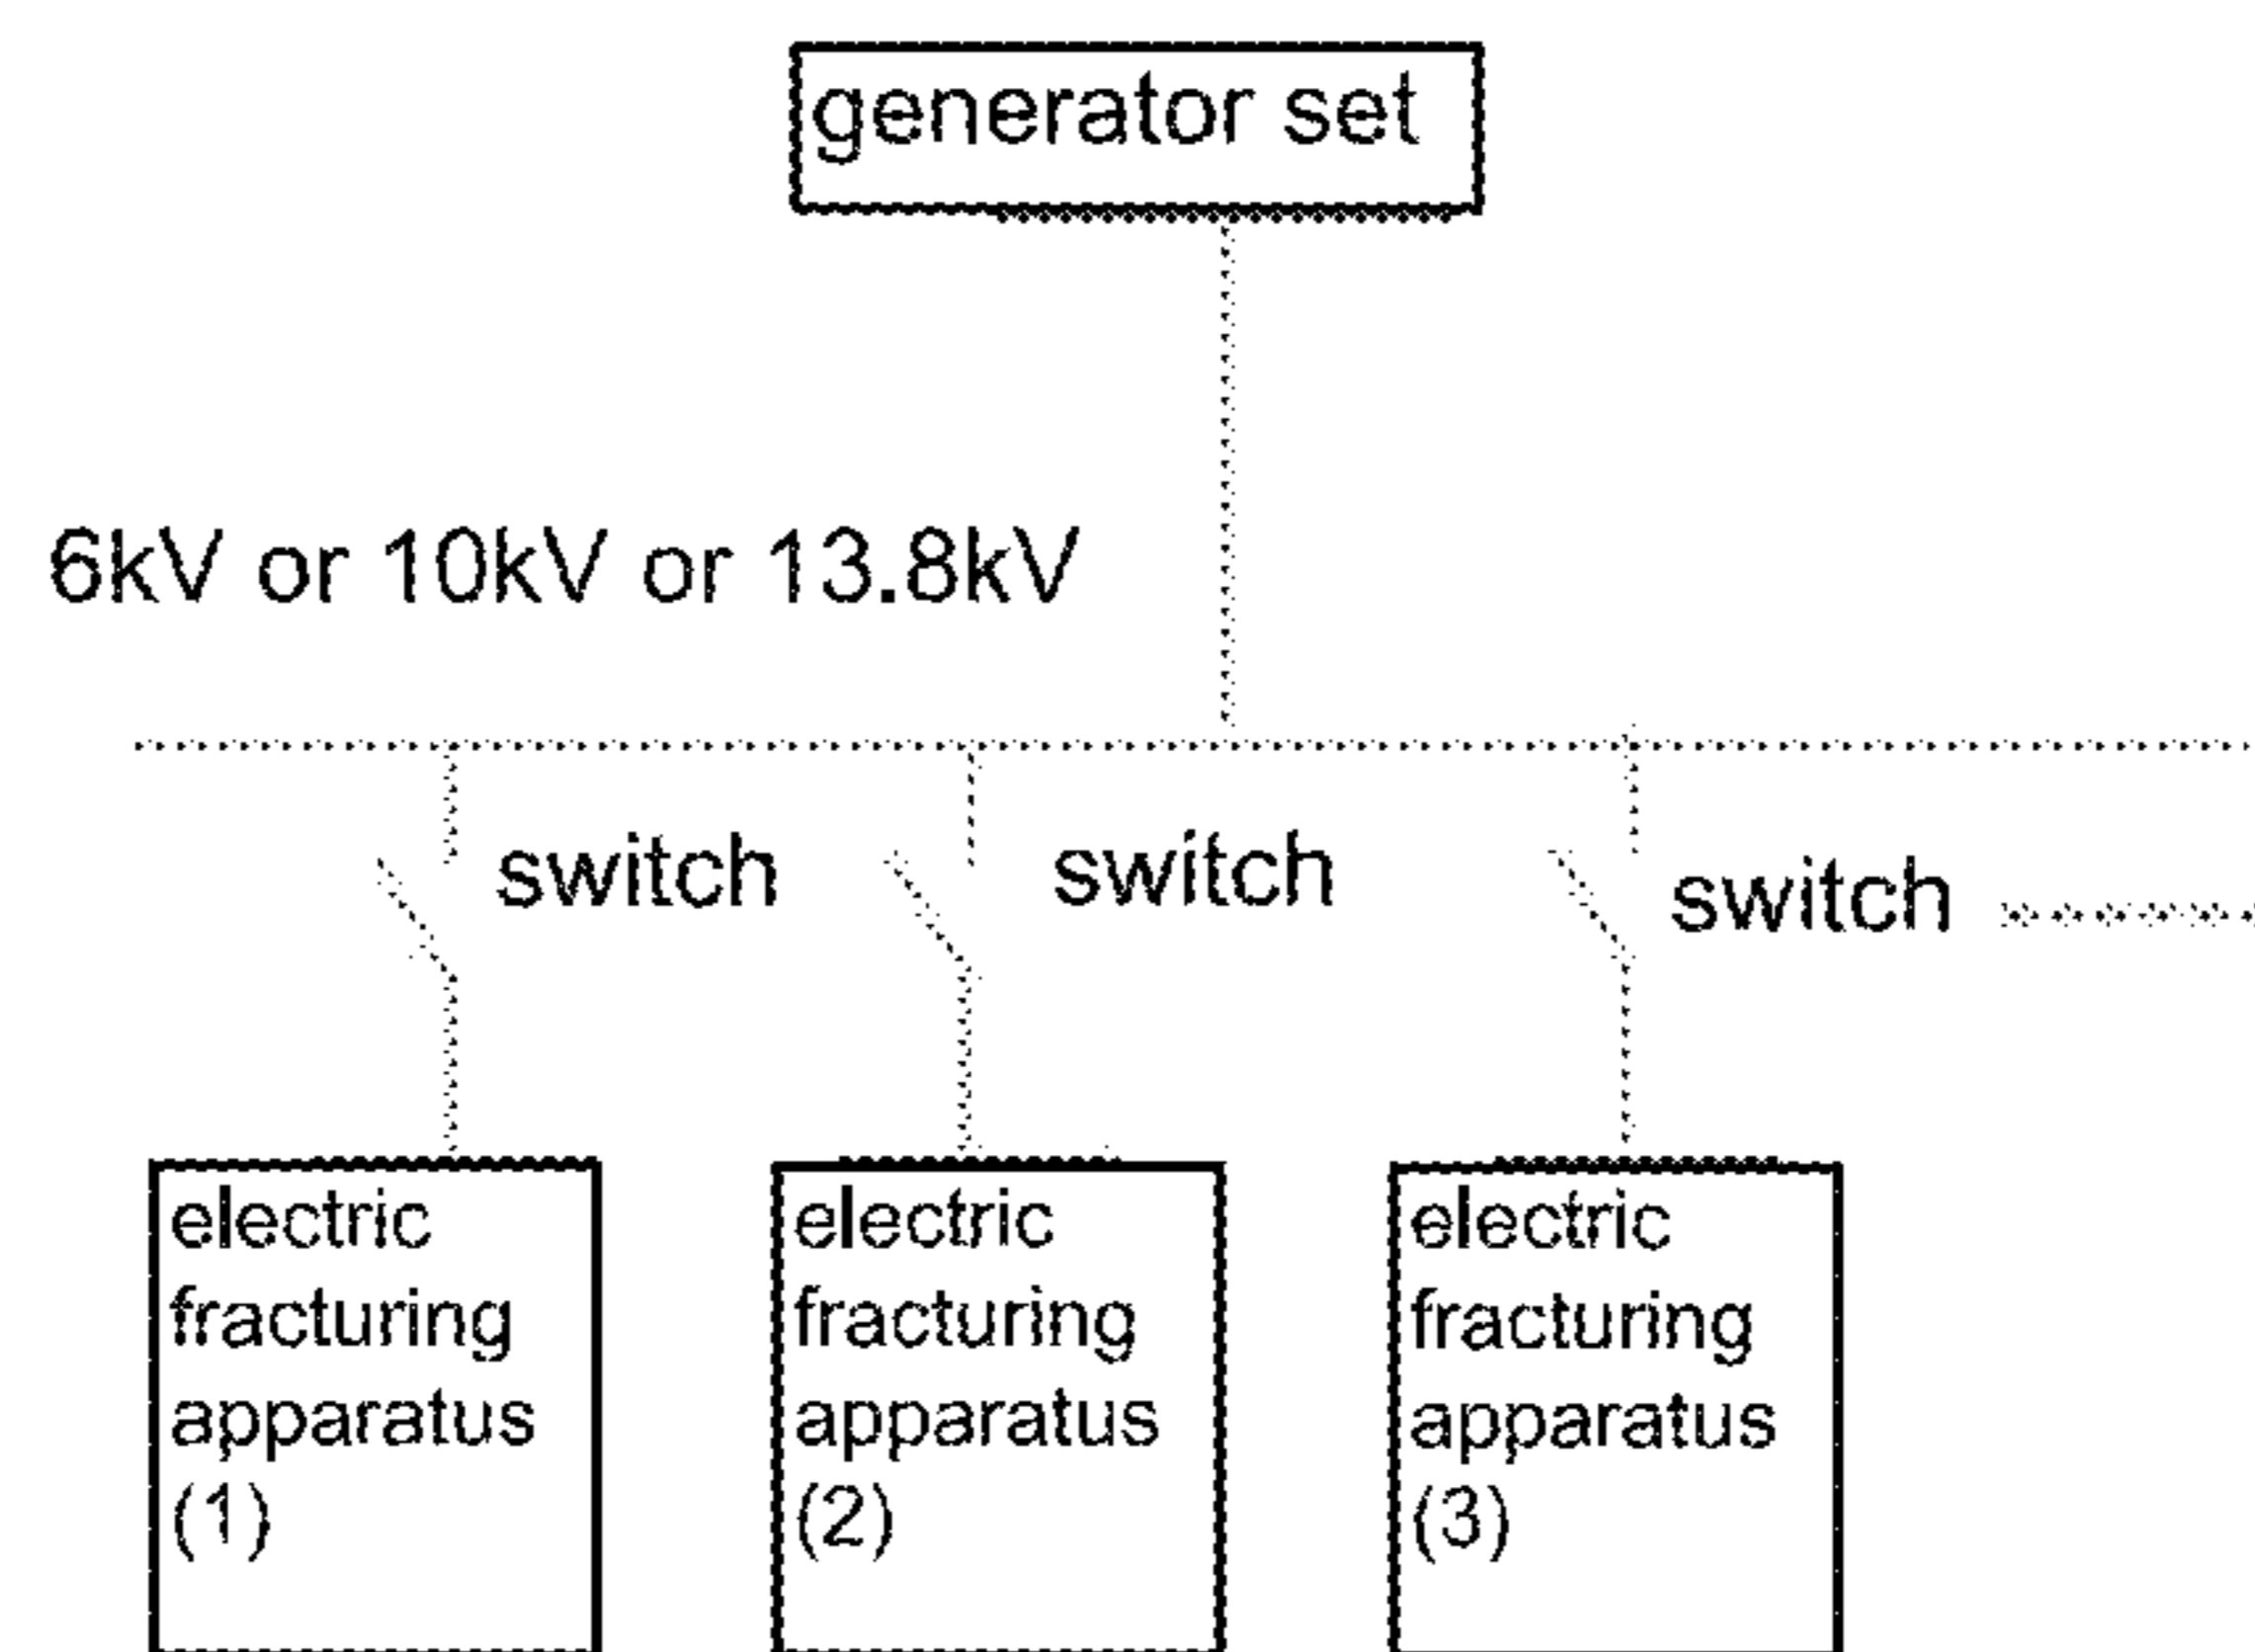 generator set
6kV or 10kV or 13.8kV
switch
switch
switch
electric
fracturing
apparatus
(1)
electric
fracturing
apparatus
(2)
electric
fracturing
apparatus
(3)